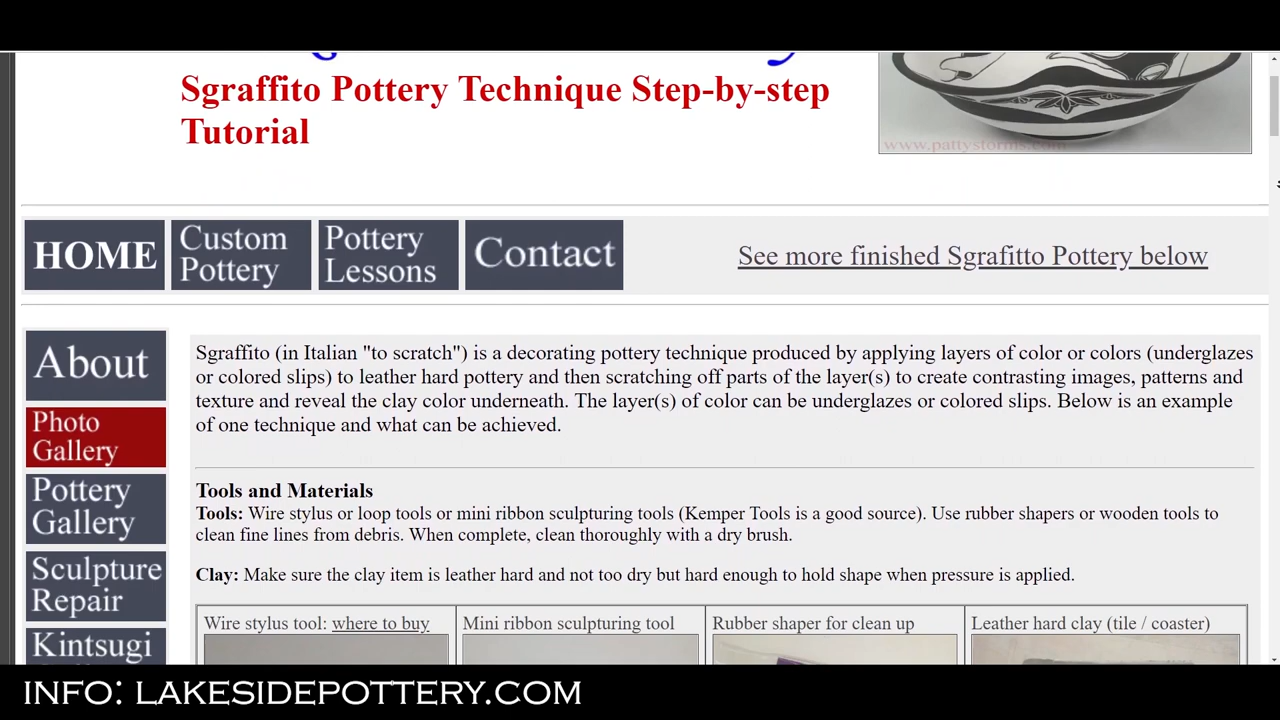 Sgraffito Pottery Technique Step-by-step
Tutorial
www.pattystorms.com
HOME
Custom
Pottery
Pottery
Lessons
Contact
See more finished Sgrafitto Pottery below
About
Photo
Gallery
Pottery
Gallery
Sculpture
Repair
Kintsugi
Sgraffito (in Italian "to scratch") is a decorating pottery technique produced by applying layers of color or colors (underglazes
or colored slips) to leather hard pottery and then scratching off parts of the layer(s) to create contrasting images, patterns and
texture and reveal the clay color underneath. The layer(s) of color can be underglazes or colored slips. Below is an example
of one technique and what can be achieved.
Tools and Materials
Tools: Wire stylus or loop tools or mini ribbon sculpturing tools (Kemper Tools is a good source). Use rubber shapers or wooden tools to
clean fine lines from debris. When complete, clean thoroughly with a dry brush.
Clay: Make sure the clay item is leather hard and not too dry but hard enough to hold shape when pressure is applied.
Wire stylus tool: where to buy
Mini ribbon sculpturing tool
Rubber shaper for clean up
Leather hard clay (tile / coaster)
INFO: LAKESIDEPOTTERY.COM